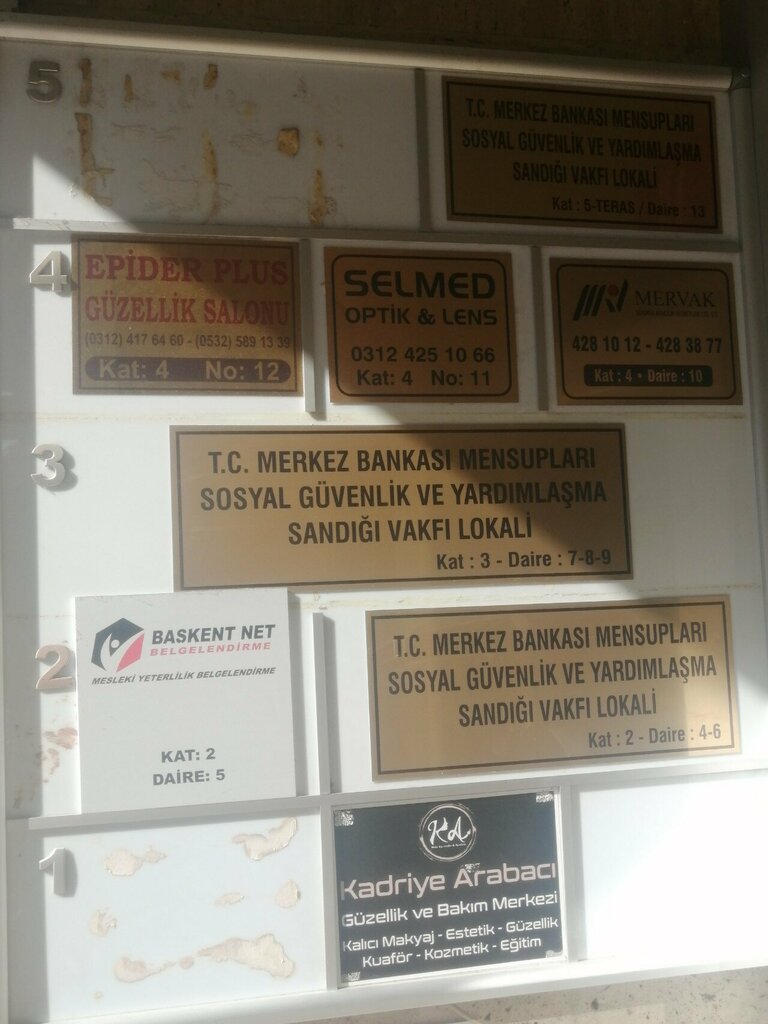 5
T.C. MERKEZ BANKASI MENSUPLARI
SOSYAL GÜVENLİK VE YARDIMLAŞMA
SANDIĞI VAKFI LOKALİ
Kat : 5-TERAS / Daire : 13
4
EPİDER PLUS
GÜZELLİK SALONU
(0312) 417 64 60 - (0532) 589 13 39
Kat: 4 No: 12
SELMED
OPTİK & LENS
0312 425 10 66
Kat: 4 No: 11
MERVAK
428 10 12 - 428 38 77
Kat : 4 • Daire : 10
3
T.C. MERKEZ BANKASI MENSUPLARI
SOSYAL GÜVENLİK VE YARDIMLAŞMA
SANDIĞI VAKFI LOKALİ
Kat : 3 - Daire : 7-8-9
2
BASKENT NET
BELGELENDİRME
MESLEKİ YETERLİLİK BELGELENDİRME
KAT: 2
DAİRE: 5
T.C. MERKEZ BANKASI MENSUPLARI
SOSYAL GÜVENLİK VE YARDIMLAŞMA
SANDIĞI VAKFI LOKALİ
Kat : 2 - Daire : 4-6
1
KA
Kadriye Arabacı
Güzellik ve Bakım Merkezi
Kalıcı Makyaj - Estetik - Güzellik
Kuaför - Kozmetik - Eğitim